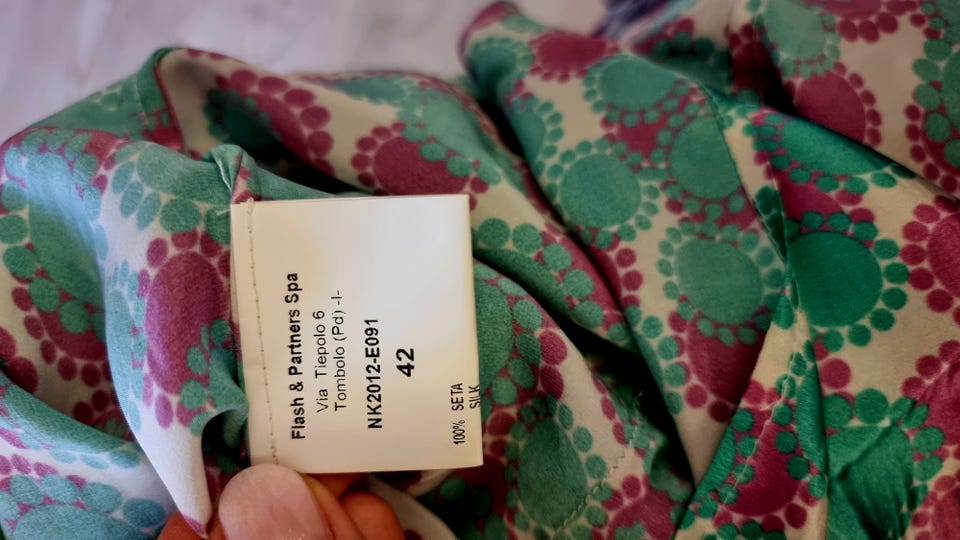 Flash & Partners Spa
Via Tiepolo 6
Tombolo (Pd) -I-
NK2012-E091
42
100% SETA
SILK